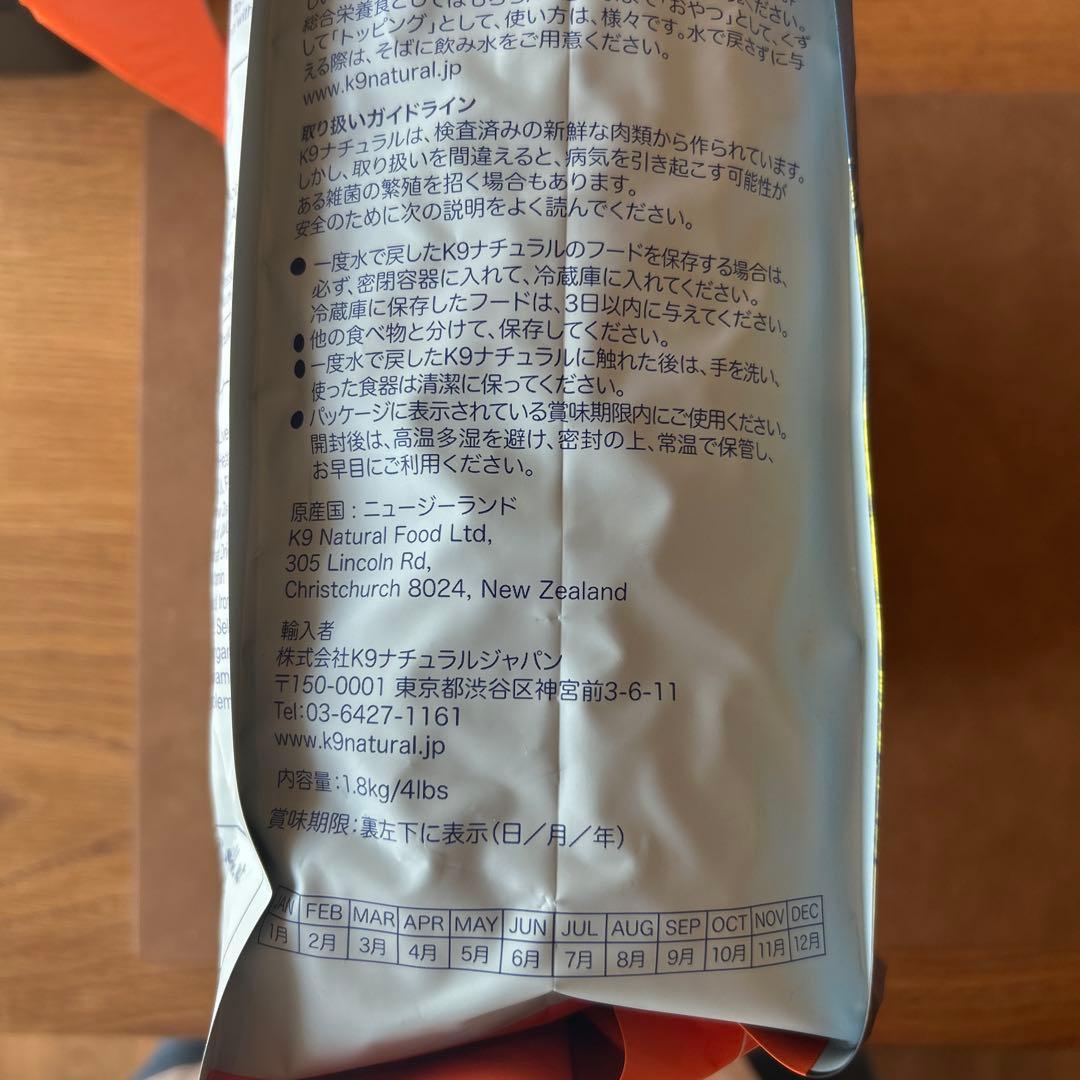 総合栄養食としてはもちろん
まで「おやつ」として、くず
して「トッピング」として、使い方は、様々です。水で戻さずに与
える際は、そばに飲み水をご用意ください。
www.k9natural.jp
取り扱いガイドライン
K9ナチュラルは、検査済みの新鮮な肉類から作られています。
しかし、取り扱いを間違えると、病気を引き起こす可能性が
ある雑菌の繁殖を招く場合もあります。
安全のために次の説明をよく読んでください。
● 一度水で戻したK9ナチュラルのフードを保存する場合は、
必ず、密閉容器に入れて、冷蔵庫に入れてください。
冷蔵庫に保存したフードは、3日以内に与えてください。
● 他の食べ物と分けて、保存してください。
● 一度水で戻したK9ナチュラルに触れた後は、手を洗い、
使った食器は清潔に保ってください。
● パッケージに表示されている賞味期限内にご使用ください。
開封後は、高温多湿を避け、密封の上、常温で保管し、
お早目にご利用ください。
原産国：ニュージーランド
K9 Natural Food Ltd,
305 Lincoln Rd,
Christchurch 8024, New Zealand
輸入者
株式会社K9ナチュラルジャパン
〒150-0001 東京都渋谷区神宮前3-6-11
Tel:03-6427-1161
www.k9natural.jp
内容量：1.8kg/4lbs
賞味期限：裏左下に表示(日／月／年)
JAN FEB MAR APR MAY JUN JUL AUG SEP OCT NOV DEC
1月 2月 3月 4月 5月 6月 7月 8月 9月 10月 11月 12月